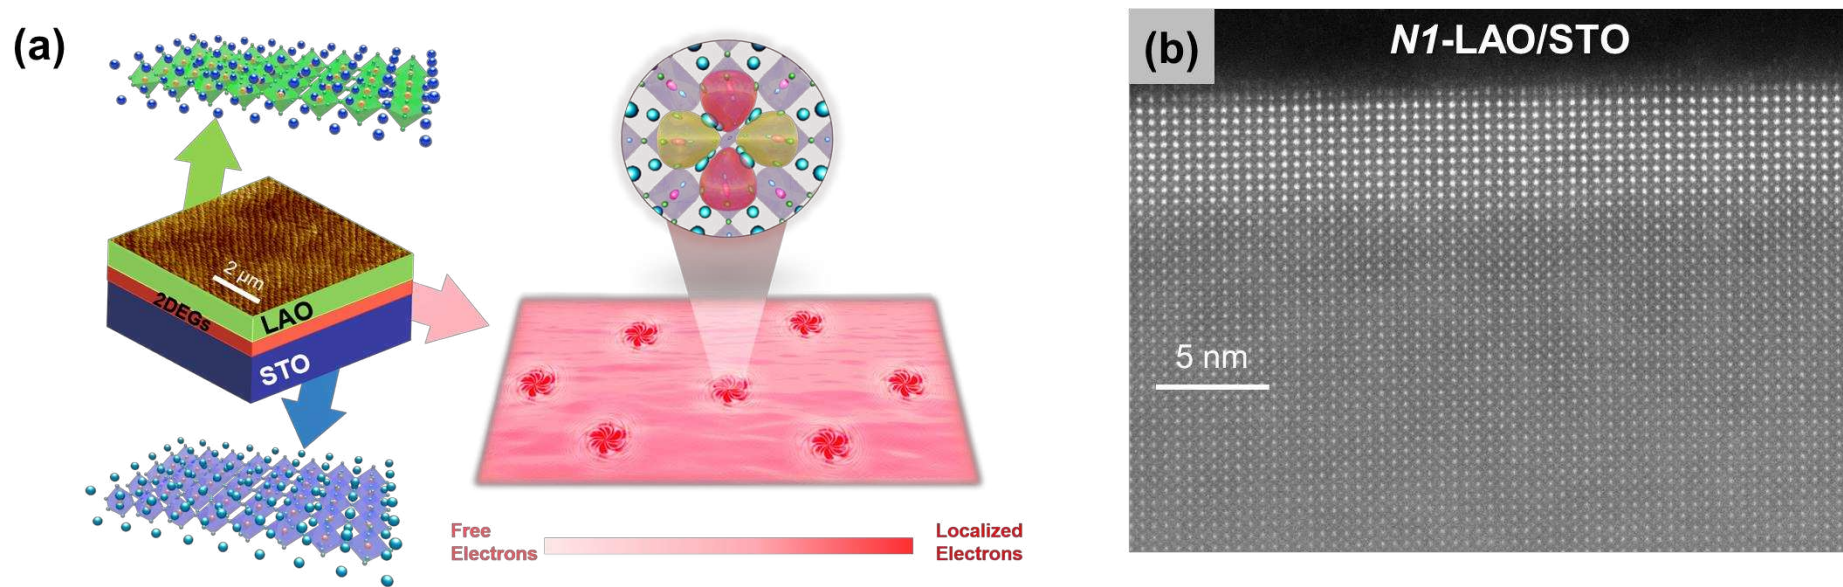 (a)
2 µm
2DEGs
LAO
STO
Free
Electrons
Localized
Electrons
(b)
N1-LAO/STO
5 nm